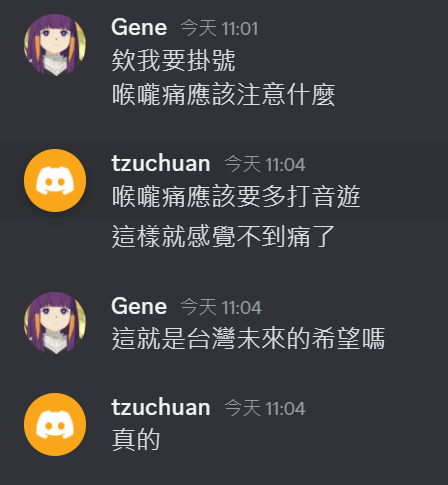 Gene 今天 11:01
欸我要掛號
喉嚨痛應該注意什麼
tzuchuan 今天 11:04
喉嚨痛應該要多打音遊
這樣就感覺不到痛了
Gene 今天 11:04
這就是台灣未來的希望嗎
tzuchuan 今天 11:04
真的